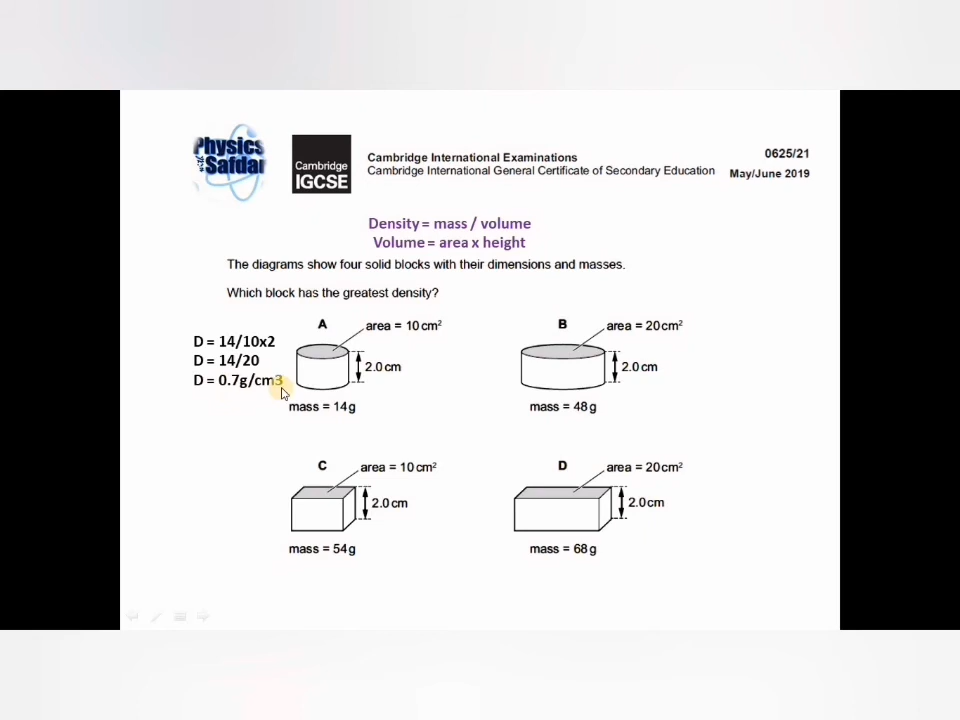 Physics
with
Safdar
Cambridge
IGCSE
Cambridge International Examinations
Cambridge International General Certificate of Secondary Education
0625/21
May/June 2019
Density = mass / volume
Volume = area x height
The diagrams show four solid blocks with their dimensions and masses.
Which block has the greatest density?
D = 14/10x2
D = 14/20
D = 0.7g/cm3
A
area = 10 cm²
2.0 cm
mass = 14 g
B
area = 20 cm²
2.0 cm
mass = 48 g
C
area = 10 cm²
2.0 cm
mass = 54 g
D
area = 20 cm²
2.0 cm
mass = 68 g